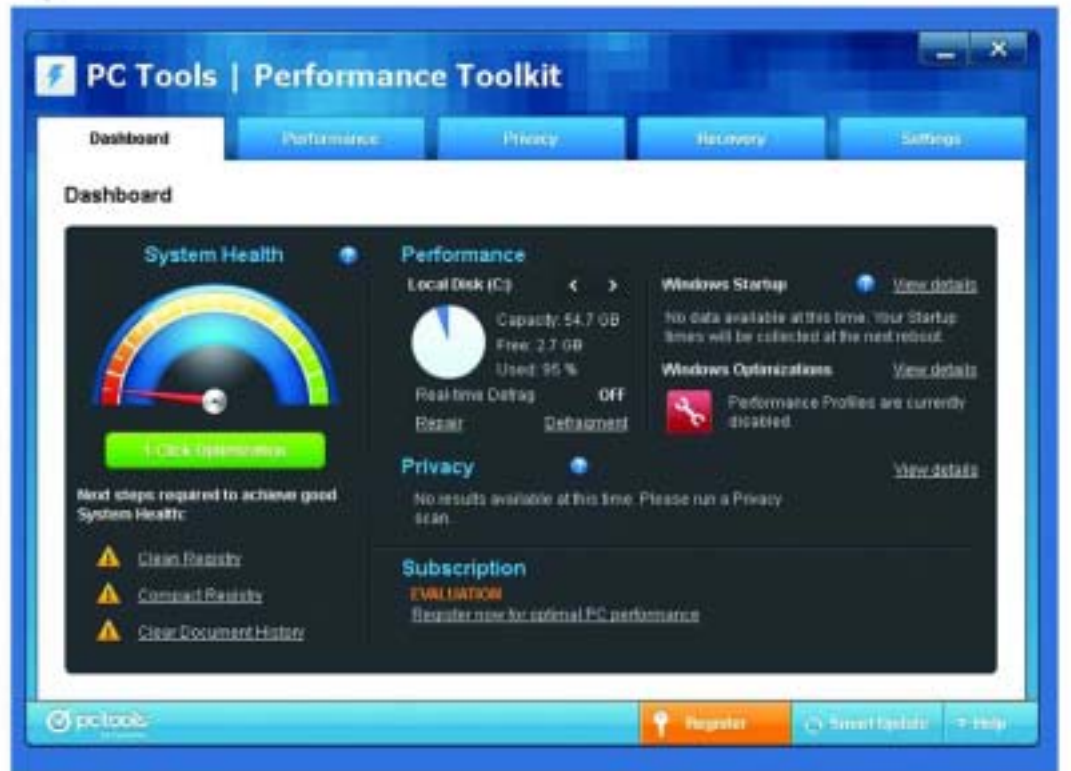 PC Tools | Performance Toolkit
Dashboard
Performance
Privacy
Recovery
Settings
Dashboard
System Health
1-Click Optimization
Next steps required to achieve good
System Health:
Clean Registry
Compact Registry
Clear Document History
Performance
Local Disk (C:)
Capacity: 54.7 GB
Free: 2.7 GB
Used: 95 %
Real-time Defrag OFF
Repair
Defragment
Windows Startup
View details
No data available at this time. Your Startup
times will be collected at the next reboot.
Windows Optimizations
View details
Performance Profiles are currently
disabled.
Privacy
View details
No results available at this time. Please run a Privacy
scan.
Subscription
EVALUATION
Register now for optimal PC performance
pctools
Register
Smart Update
Help